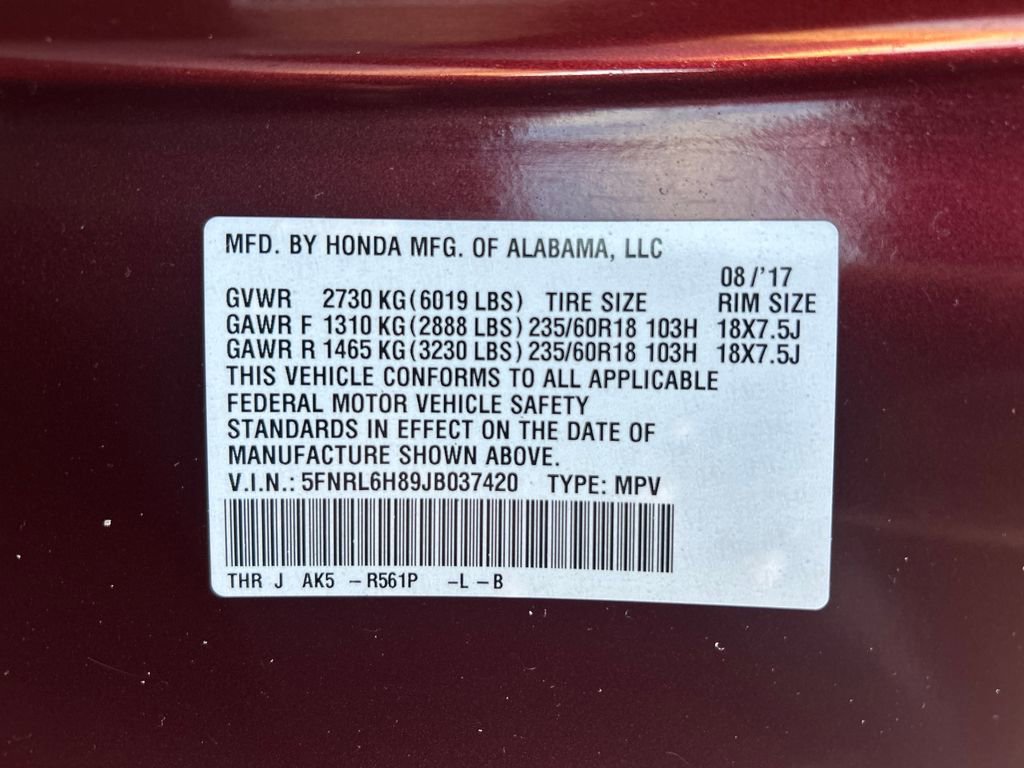 MFD. BY HONDA MFG. OF ALABAMA, LLC
08/'17
GVWR 2730 KG(6019 LBS) TIRE SIZE RIM SIZE
GAWR F 1310 KG(2888 LBS) 235/60R18 103H 18X7.5J
GAWR R 1465 KG(3230 LBS) 235/60R18 103H 18X7.5J
THIS VEHICLE CONFORMS TO ALL APPLICABLE
FEDERAL MOTOR VEHICLE SAFETY
STANDARDS IN EFFECT ON THE DATE OF
MANUFACTURE SHOWN ABOVE.
V.I.N.: 5FNRL6H89JB037420 TYPE: MPV
THR J AK5 -R561P -L -B